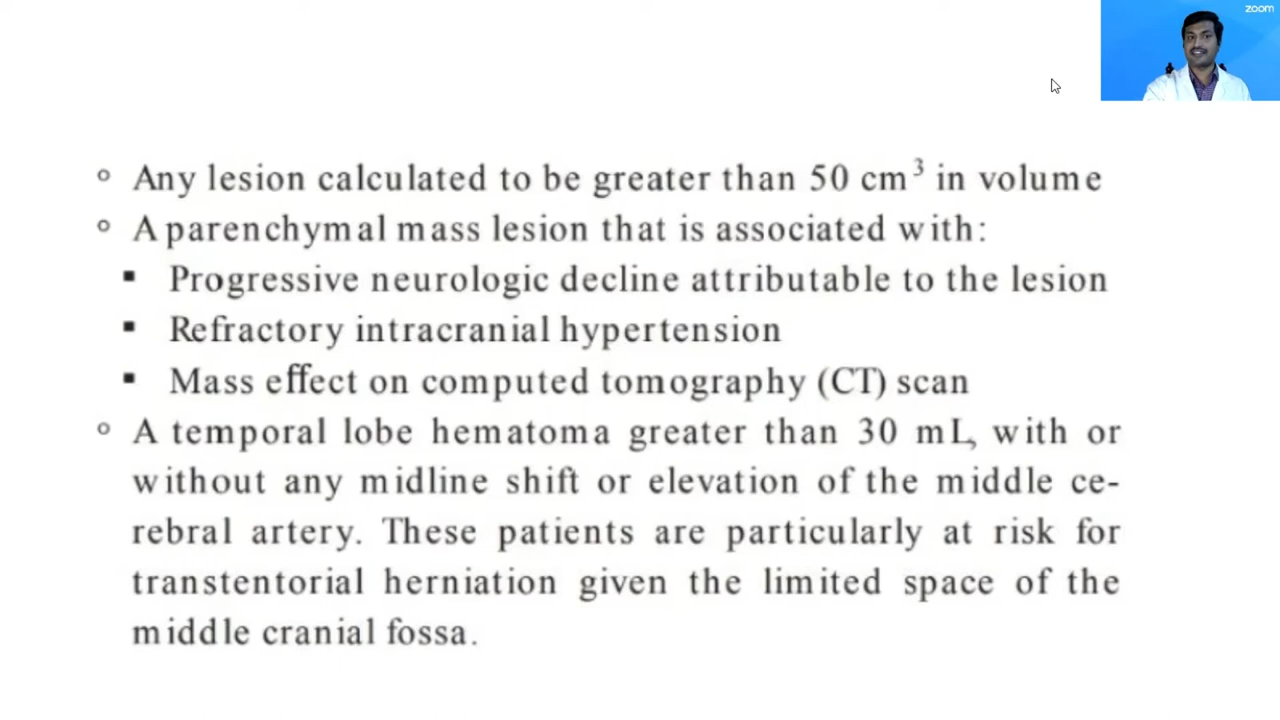 zoom
◦ Any lesion calculated to be greater than 50 cm³ in volume
◦ A parenchymal mass lesion that is associated with:
▪ Progressive neurologic decline attributable to the lesion
▪ Refractory intracranial hypertension
▪ Mass effect on computed tomography (CT) scan
◦ A temporal lobe hematoma greater than 30 mL, with or
without any midline shift or elevation of the middle ce-
rebral artery. These patients are particularly at risk for
transtentorial herniation given the limited space of the
middle cranial fossa.